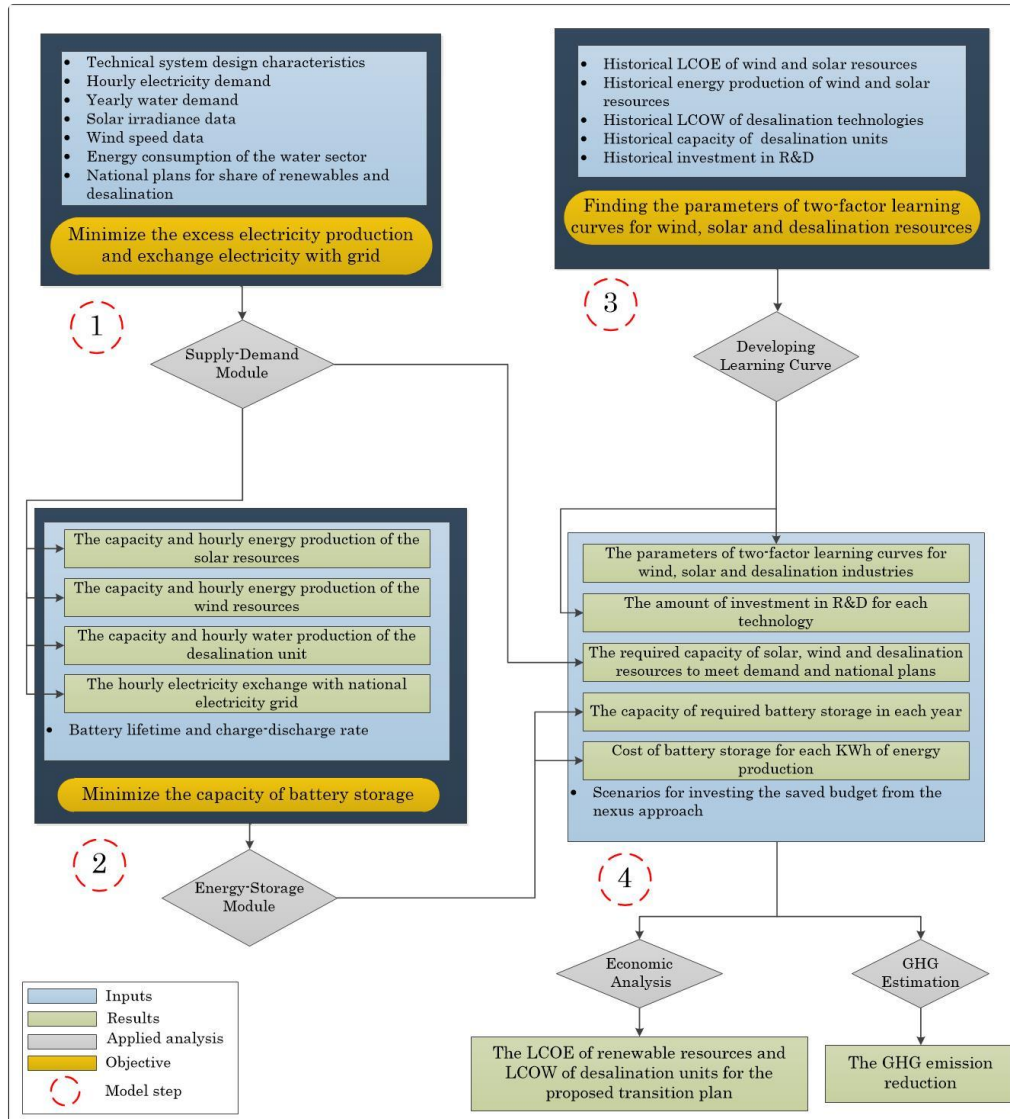 • Technical system design characteristics
• Hourly electricity demand
• Yearly water demand
• Solar irradiance data
• Wind speed data
• Energy consumption of the water sector
• National plans for share of renewables and
desalination
Minimize the excess electricity production
and exchange electricity with grid
1
Supply-Demand
Module
• Historical LCOE of wind and solar resources
• Historical energy production of wind and solar
resources
• Historical LCOW of desalination technologies
• Historical capacity of desalination units
• Historical investment in R&D
Finding the parameters of two-factor learning
curves for wind, solar and desalination resources
3
Developing
Learning Curve
The capacity and hourly energy production of the
solar resources
The capacity and hourly energy production of the
wind resources
The capacity and hourly water production of the
desalination unit
The hourly electricity exchange with national
electricity grid
• Battery lifetime and charge-discharge rate
Minimize the capacity of battery storage
2
Energy-Storage
Module
The parameters of two-factor learning curves for
wind, solar and desalination industries
The amount of investment in R&D for each
technology
The required capacity of solar, wind and desalination
resources to meet demand and national plans
The capacity of required battery storage in each year
Cost of battery storage for each KWh of energy
production
• Scenarios for investing the saved budget from the
nexus approach
4
Economic
Analysis
GHG
Estimation
The LCOE of renewable resources and
LCOW of desalination units for the
proposed transition plan
The GHG emission
reduction
Inputs
Results
Applied analysis
Objective
Model step